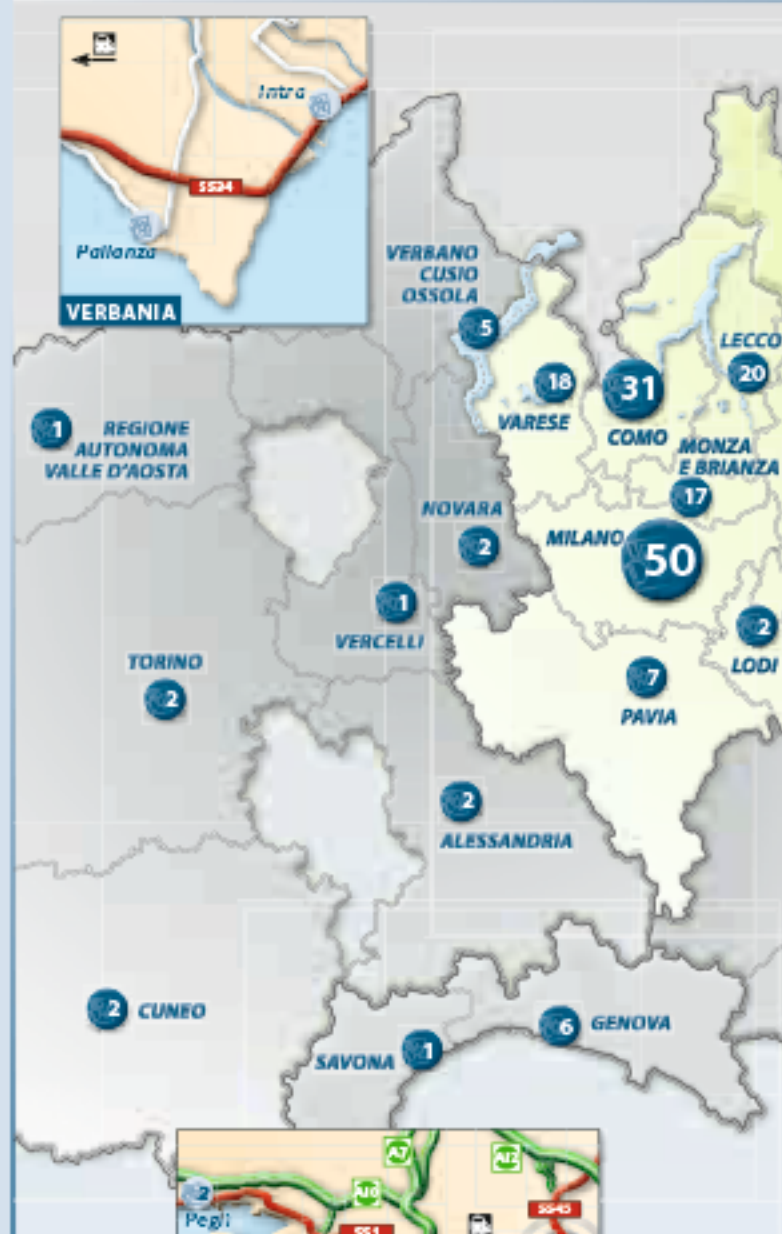 Intra
SS34
Pallanza
VERBANIA
VERBANO
CUSIO
OSSOLA
5
18
VARESE
31
COMO
LECCO
20
1
REGIONE
AUTONOMA
VALLE D'AOSTA
MONZA
E BRIANZA
17
NOVARA
2
MILANO
50
1
VERCELLI
2
LODI
TORINO
2
7
PAVIA
2
ALESSANDRIA
2
CUNEO
6
GENOVA
SAVONA
1
A7
A12
A10
2
Pegli
SS1
SS45